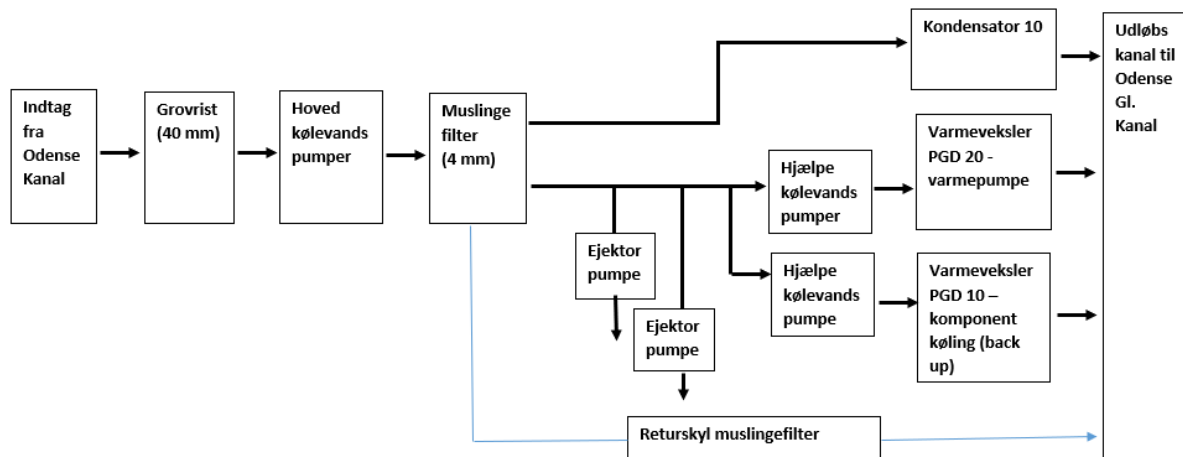 Indtag
fra
Odense
Kanal
Grovrist
(40 mm)
Hoved
kølevands
pumper
Muslinge
filter
(4 mm)
Kondensator 10
Hjælpe
kølevands
pumper
Varmeveksler
PGD 20 -
varmepumpe
Ejektor
pumpe
Hjælpe
kølevands
pumpe
Varmeveksler
PGD 10 –
komponent
køling (back
up)
Ejektor
pumpe
Returskyl muslingefilter
Udløbs
kanal til
Odense
Gl.
Kanal